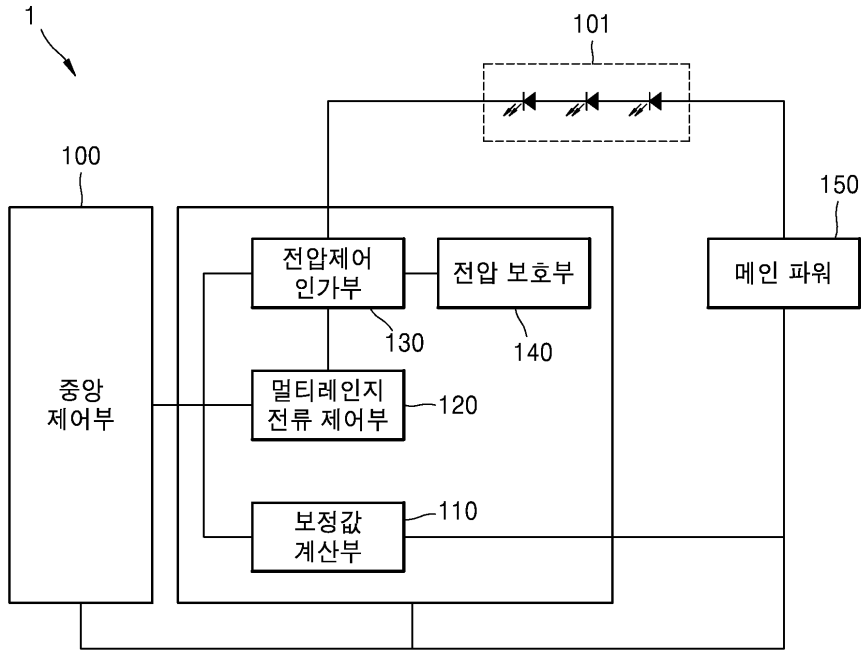 1
101
100
150
전압제어
인가부
전압 보호부
메인 파워
130
140
중앙
제어부
멀티레인지
전류 제어부
120
보정값
계산부
110